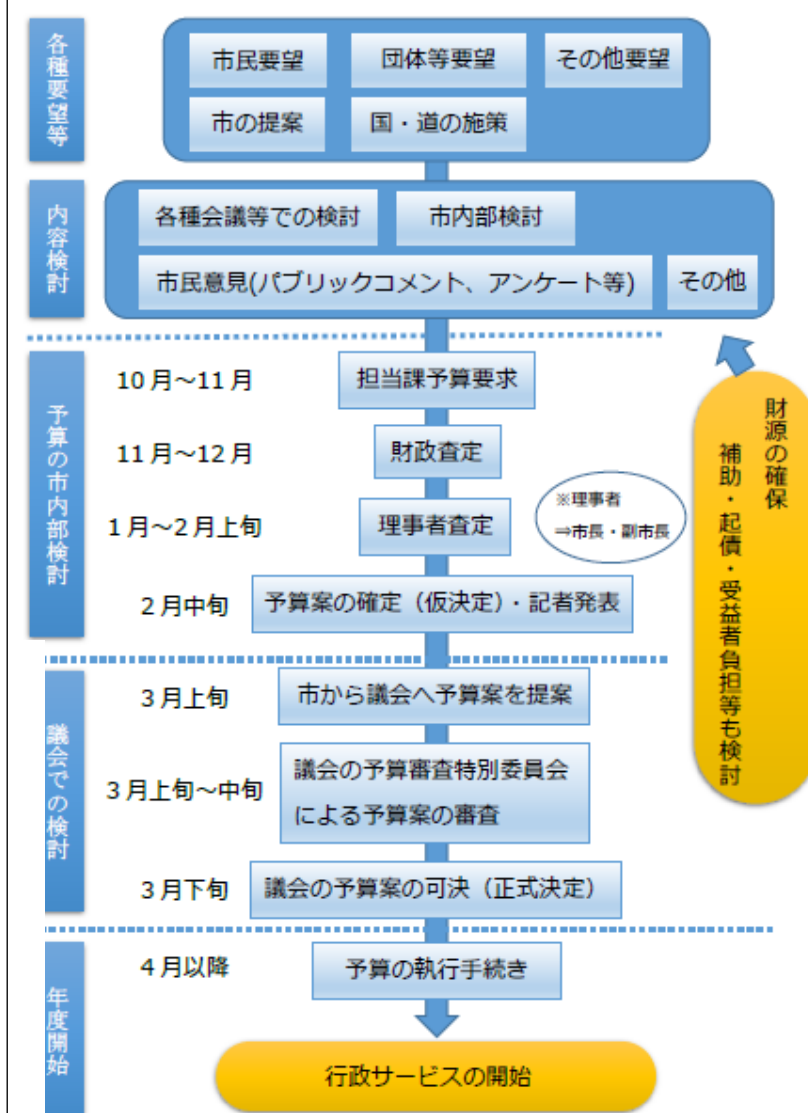 各種要望等
市民要望
団体等要望
その他要望
市の提案
国・道の施策
内容検討
各種会議等での検討
市内部検討
市民意見(パブリックコメント、アンケート等)
その他
予算の市内部検討
10月～11月
担当課予算要求
11月～12月
財政査定
1月～2月上旬
理事者査定
※理事者
⇒市長・副市長
2月中旬
予算案の確定（仮決定）・記者発表
財源の確保
補助・起債・受益者負担等も検討
議会での検討
3月上旬
市から議会へ予算案を提案
3月上旬～中旬
議会の予算審査特別委員会
による予算案の審査
3月下旬
議会の予算案の可決（正式決定）
年度開始
4月以降
予算の執行手続き
行政サービスの開始